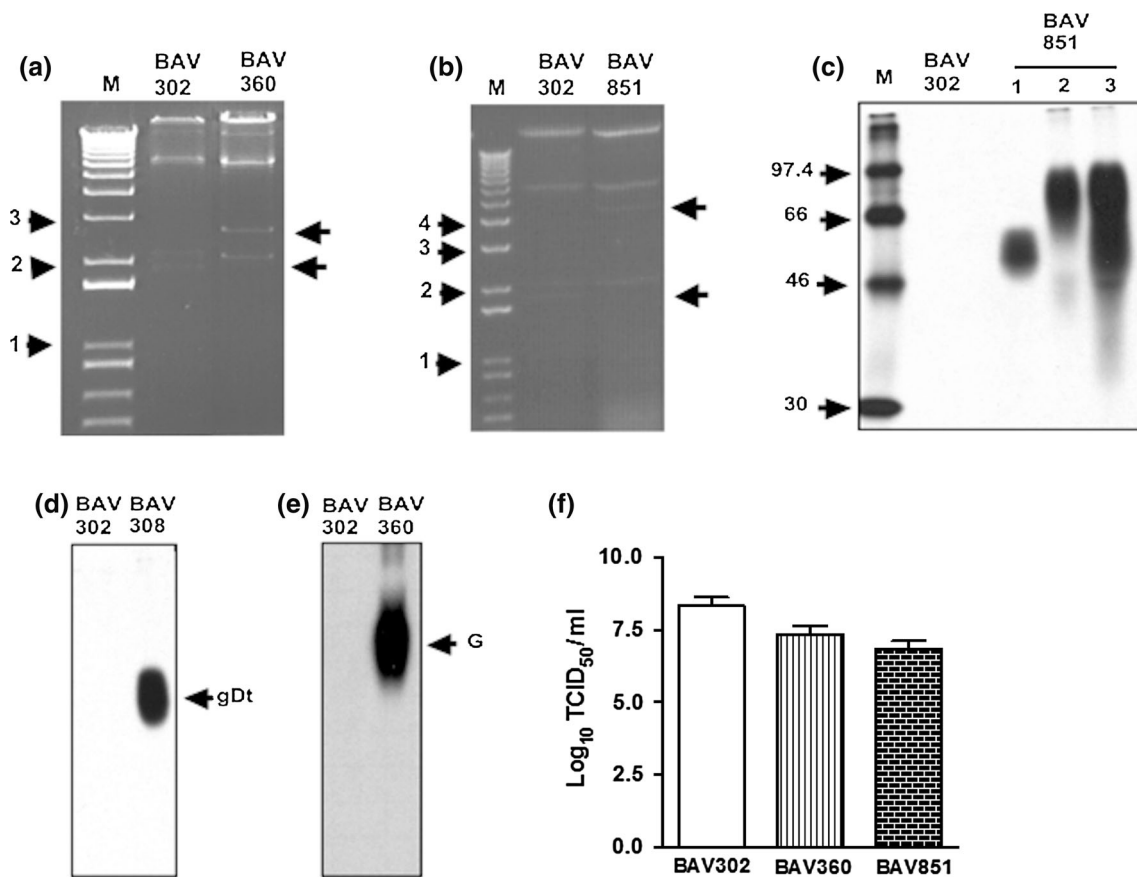 (a)
M
BAV 302
BAV 360
3
2
1
(b)
M
BAV 302
BAV 851
4
3
2
1
(c)
M
BAV 302
BAV 851
1 2 3
97.4
66
46
30
(d)
BAV 302
BAV 308
gDt
(e)
BAV 302
BAV 360
G
(f)
Log₁₀ TCID₅₀/ml
10.0
7.5
5.0
2.5
0.0
BAV302 BAV360 BAV851